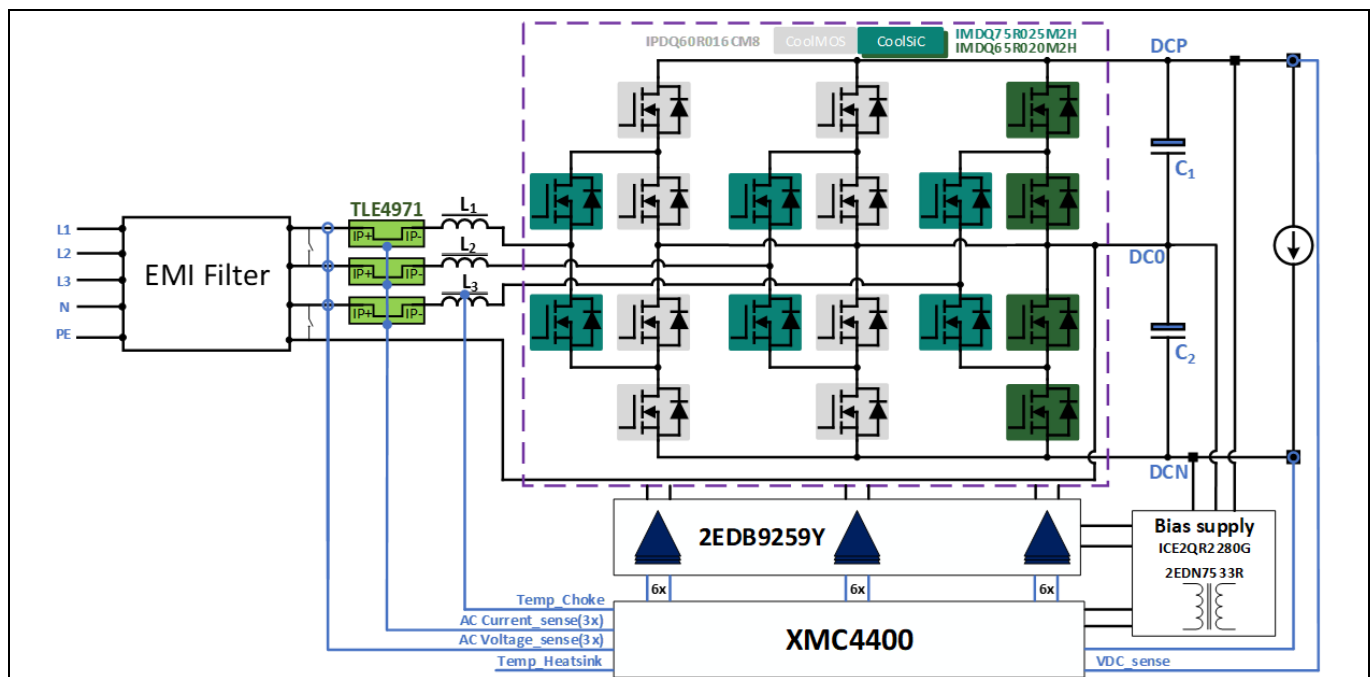 IPDQ60R016CM8
CoolMOS
CoolSiC
IMDQ75R025M2H
IMDQ65R020M2H
DCP
C1
TLE4971
L1
L2
L3
N
PE
EMI Filter
IP+ IP-
IP+ IP-
IP+ IP-
L1
L2
L3
DC0
C2
DCN
2EDB9259Y
Bias supply
ICE2QR2280G
2EDN7533R
6x
6x
6x
Temp_Choke
AC Current_sense(3x)
AC Voltage_sense(3x)
Temp_Heatsink
XMC4400
VDC_sense